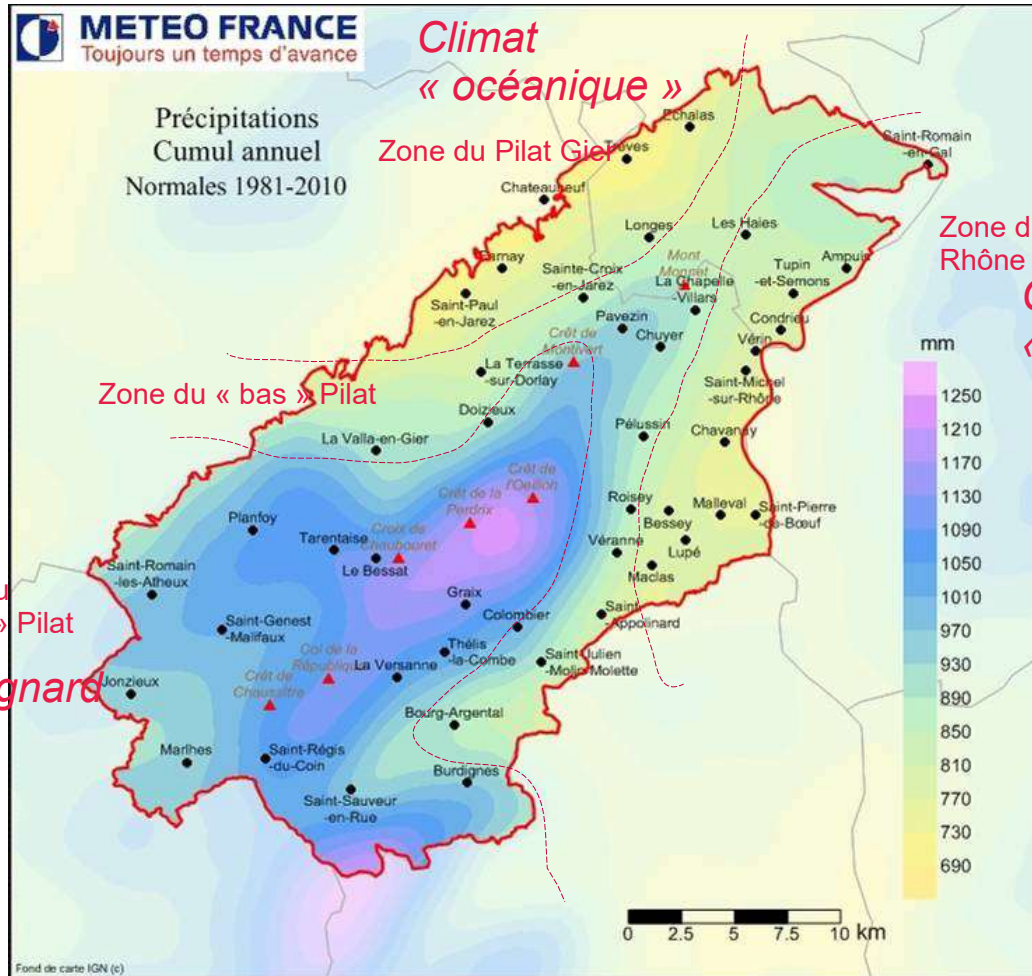 METEO FRANCE
Toujours un temps d'avance
Climat
« océanique »
Précipitations
Cumul annuel
Normales 1981-2010
Zone du Pilat Gier
Echalas
Trèves
Saint-Romain
-en-Gal
Chateauneuf
Longes
Les Haies
Zone d
Rhône
Mont
Monnet
Farnay
Sainte-Croix
-en-Jarez
La Chapelle
-Villars
Tupin
-et-Semons
Ampuis
Saint-Paul
-en-Jarez
Pavezin
Chuyer
Condrieu
Vérin
Crêt de
Montivert
La Terrasse
-sur-Dorlay
Saint-Michel
-sur-Rhône
Zone du « bas » Pilat
Doizieux
La Valla-en-Gier
Pélussin
Chavanay
Crêt de
l'Oeillon
Crêt de la
Perdrix
Planfoy
Croix de
Chaubouret
Tarentaise
Le Bessat
Roisey
Bessey
Malleval
Saint-Pierre
-de-Bœuf
Véranne
Lupé
Maclas
Saint-Romain
-les-Atheux
Graix
Colombier
Saint
-Appolinard
» Pilat
Saint-Genest
-Malifaux
Col de la
République
La Versanne
Thélis
-la-Combe
Saint-Julien
-Molin-Molette
gnard
Jonzieux
Crêt de
Chaussitre
Bourg-Argental
Marlhes
Saint-Régis
-du-Coin
Burdignes
Saint-Sauveur
-en-Rue
mm
1250
1210
1170
1130
1090
1050
1010
970
930
890
850
810
770
730
690
0 2.5 5 7.5 10 km
Fond de carte IGN (c)